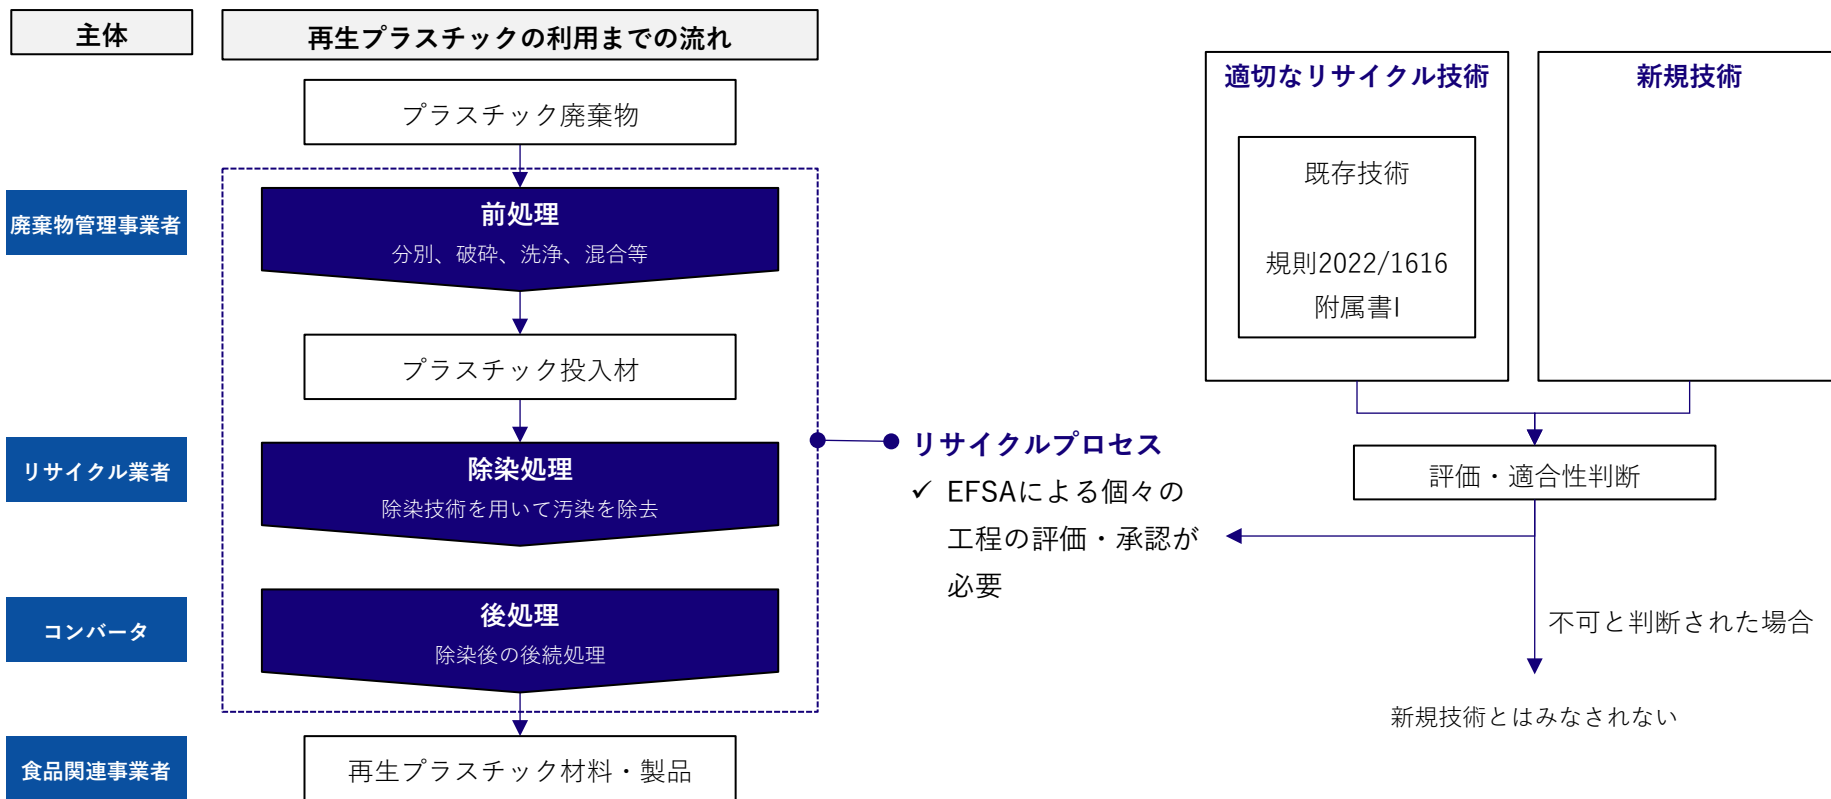 主体
再生プラスチックの利用までの流れ
プラスチック廃棄物
廃棄物管理事業者
前処理
分別、破砕、洗浄、混合等
プラスチック投入材
リサイクル業者
除染処理
除染技術を用いて汚染を除去
コンバータ
後処理
除染後の後続処理
食品関連事業者
再生プラスチック材料・製品
リサイクルプロセス
✓ EFSAによる個々の
工程の評価・承認が
必要
適切なリサイクル技術
既存技術
規則2022/1616
附属書I
新規技術
評価・適合性判断
不可と判断された場合
新規技術とはみなされない